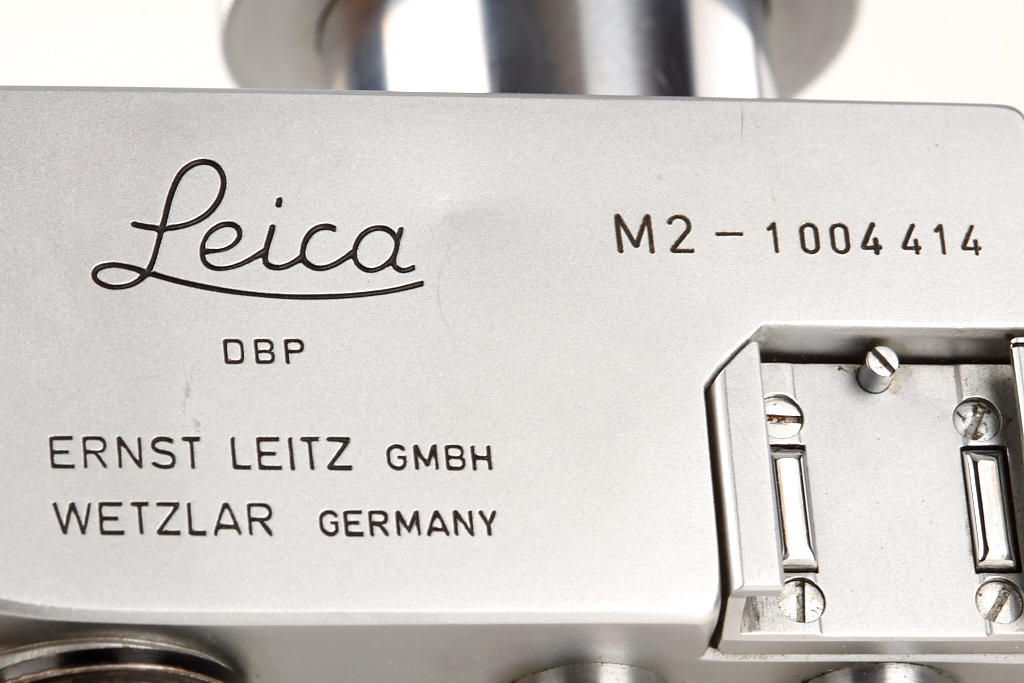 Leica
M2-1004414
DBP
ERNST LEITZ GMBH
WETZLAR GERMANY